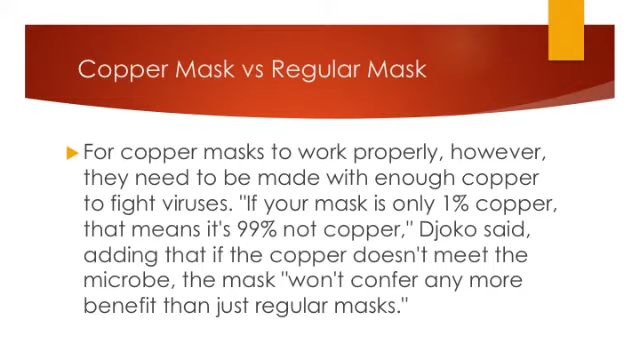 Copper Mask vs Regular Mask
For copper masks to work properly, however,
they need to be made with enough copper
to fight viruses. "If your mask is only 1% copper,
that means it's 99% not copper," Djoko said,
adding that if the copper doesn't meet the
microbe, the mask "won't confer any more
benefit than just regular masks."